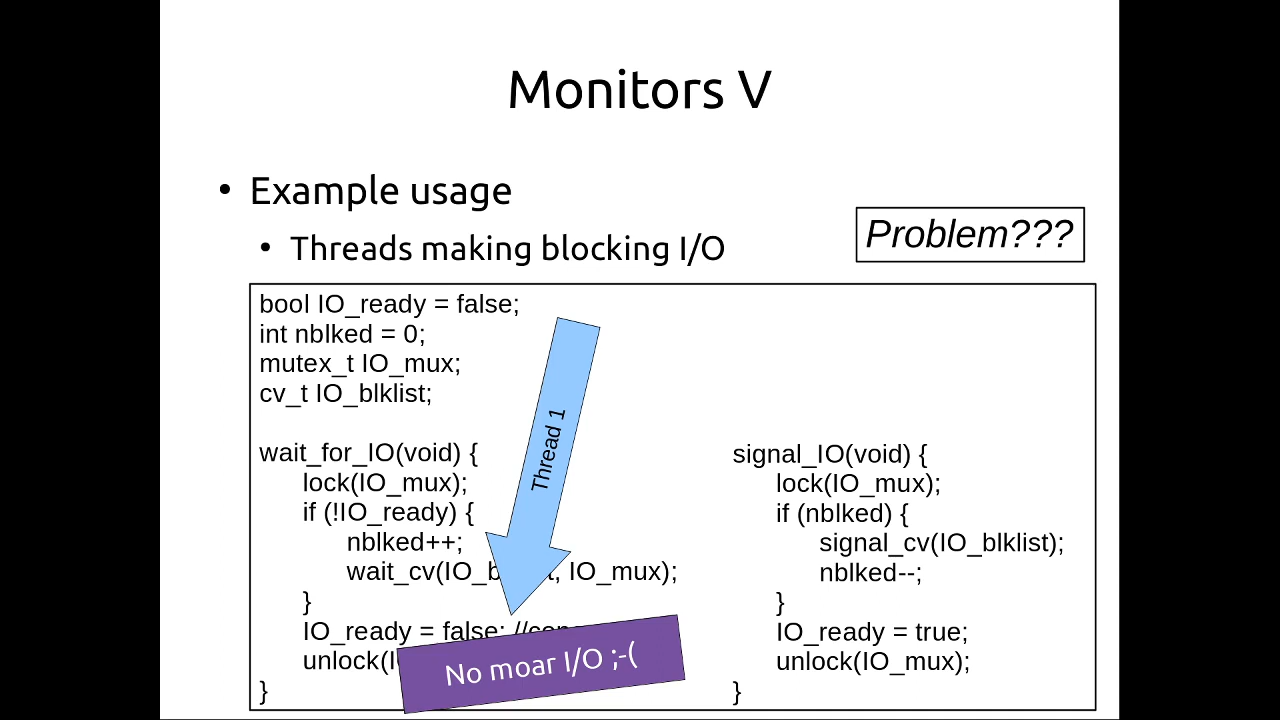 Monitors V
• Example usage
• Threads making blocking I/O
Problem???
bool IO_ready = false;
int nblked = 0;
mutex_t IO_mux;
cv_t IO_blklist;
wait_for_IO(void) {
lock(IO_mux);
if (!IO_ready) {
nblked++;
wait_cv(IO_b t, IO_mux);
}
IO_ready = false; //con
unlock(I
}
Thread 1
No moar I/O ;-(
signal_IO(void) {
lock(IO_mux);
if (nblked) {
signal_cv(IO_blklist);
nblked--;
}
IO_ready = true;
unlock(IO_mux);
}